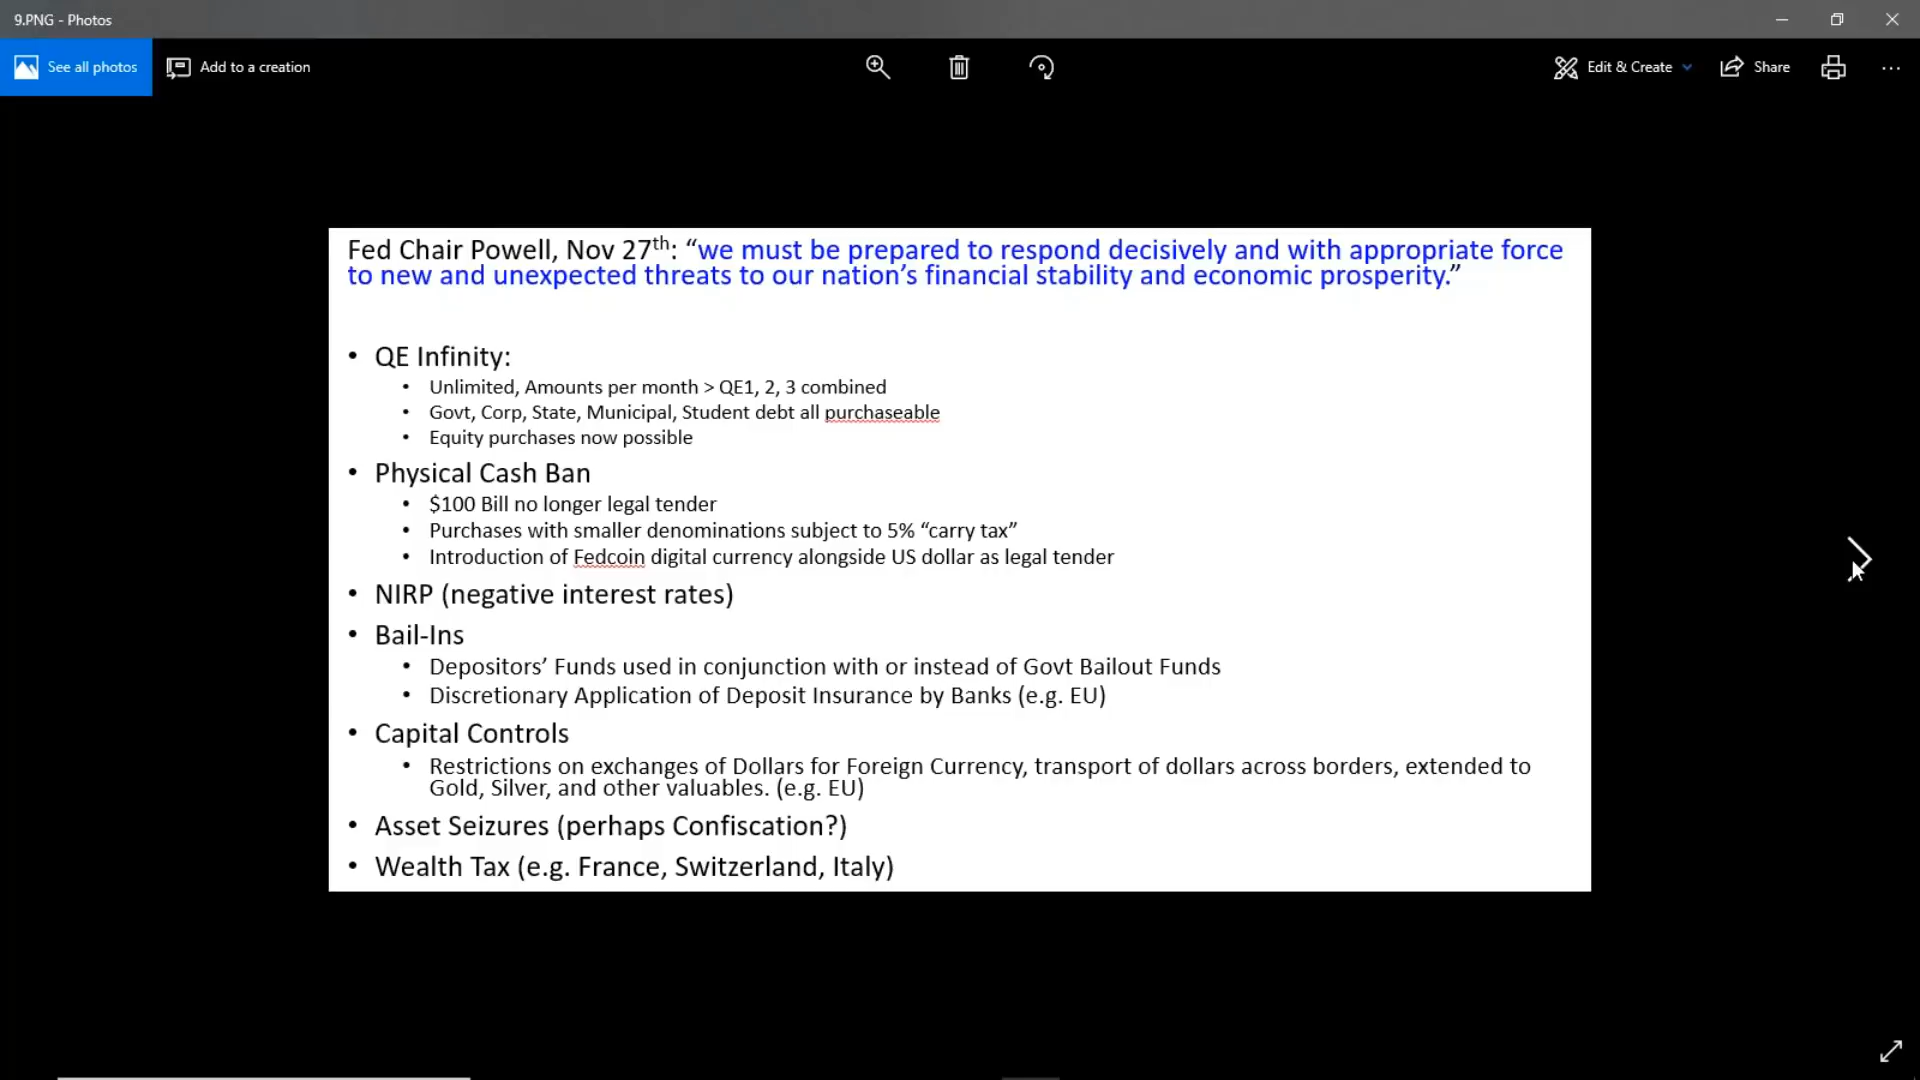 9.PNG - Photos
See all photos
Add to a creation
Edit & Create
Share
Fed Chair Powell, Nov 27th: “we must be prepared to respond decisively and with appropriate force
to new and unexpected threats to our nation’s financial stability and economic prosperity.”
• QE Infinity:
• Unlimited, Amounts per month > QE1, 2, 3 combined
• Govt, Corp, State, Municipal, Student debt all purchaseable
• Equity purchases now possible
• Physical Cash Ban
• $100 Bill no longer legal tender
• Purchases with smaller denominations subject to 5% “carry tax”
• Introduction of Fedcoin digital currency alongside US dollar as legal tender
• NIRP (negative interest rates)
• Bail-Ins
• Depositors’ Funds used in conjunction with or instead of Govt Bailout Funds
• Discretionary Application of Deposit Insurance by Banks (e.g. EU)
• Capital Controls
• Restrictions on exchanges of Dollars for Foreign Currency, transport of dollars across borders, extended to
Gold, Silver, and other valuables. (e.g. EU)
• Asset Seizures (perhaps Confiscation?)
• Wealth Tax (e.g. France, Switzerland, Italy)